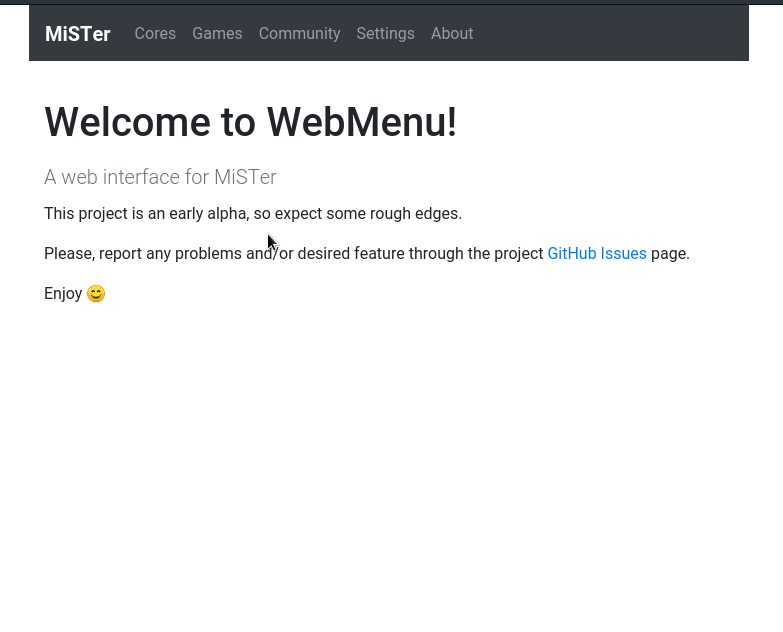 MiSTer Cores Games Community Settings About
Welcome to WebMenu!
A web interface for MiSTer
This project is an early alpha, so expect some rough edges.
Please, report any problems and/or desired feature through the project GitHub Issues page.
Enjoy 😊